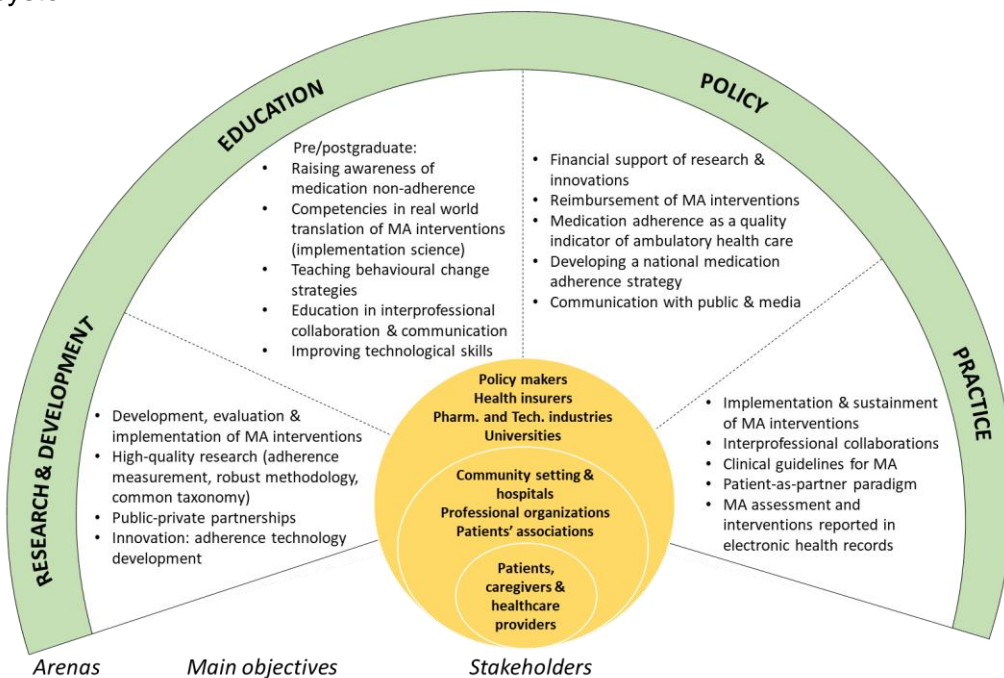 EDUCATION
POLICY
RESEARCH & DEVELOPMENT
PRACTICE
Pre/postgraduate:
• Raising awareness of
medication non-adherence
• Competencies in real world
translation of MA interventions
(implementation science)
• Teaching behavioural change
strategies
• Education in interprofessional
collaboration & communication
• Improving technological skills
• Financial support of research &
innovations
• Reimbursement of MA interventions
• Medication adherence as a quality
indicator of ambulatory health care
• Developing a national medication
adherence strategy
• Communication with public & media
• Development, evaluation &
implementation of MA interventions
• High-quality research (adherence
measurement, robust methodology,
common taxonomy)
• Public-private partnerships
• Innovation: adherence technology
development
Policy makers
Health insurers
Pharm. and Tech. industries
Universities
Community setting &
hospitals
Professional organizations
Patients' associations
Patients,
caregivers &
healthcare
providers
• Implementation & sustainment
of MA interventions
• Interprofessional collaborations
• Clinical guidelines for MA
• Patient-as-partner paradigm
• MA assessment and
interventions reported in
electronic health records
Arenas
Main objectives
Stakeholders